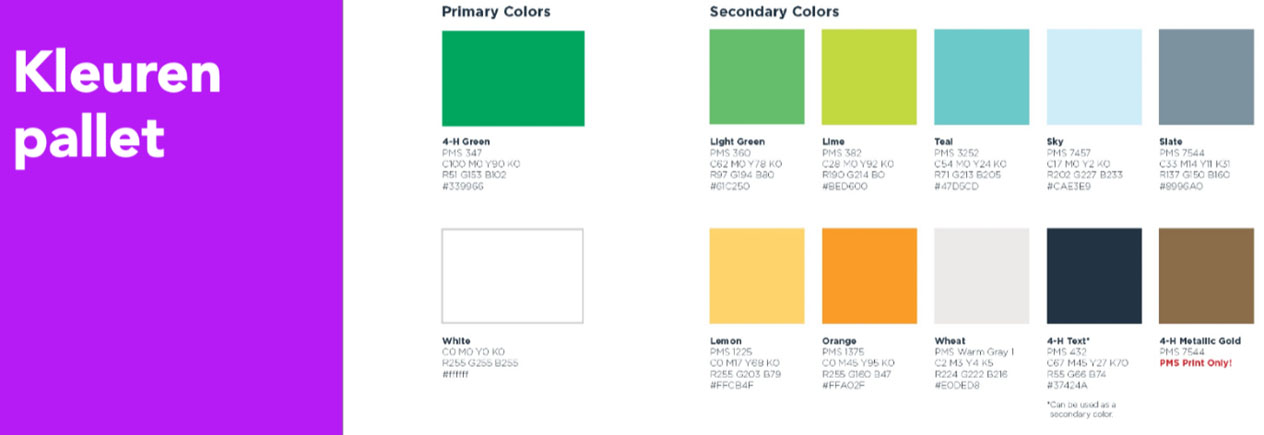 Kleuren
pallet
Primary Colors
4-H Green
PMS 347
C100 M0 Y90 K0
R51 G153 B102
#339966
White
C0 M0 Y0 K0
R255 G255 B255
#ffffff
Secondary Colors
Light Green
PMS 360
C62 M0 Y78 K0
R97 G194 B80
#61C250
Lime
PMS 382
C28 M0 Y92 K0
R190 G214 B0
#BED600
Teal
PMS 3252
C54 M0 Y24 K0
R71 G213 B205
#47D5CD
Sky
PMS 7457
C17 M0 Y2 K0
R202 G227 B233
#CAE3E9
Slate
PMS 7544
C33 M14 Y11 K31
R137 G150 B160
#8996A0
Lemon
PMS 1225
C0 M17 Y68 K0
R255 G203 B79
#FFCB4F
Orange
PMS 1375
C0 M45 Y95 K0
R255 G160 B47
#FFA02F
Wheat
PMS Warm Gray 1
C2 M3 Y4 K5
R224 G222 B216
#E0DED8
4-H Text*
PMS 432
C67 M45 Y27 K70
R55 G66 B74
#37424A
*Can be used as a
secondary color.
4-H Metallic Gold
PMS 7544
PMS Print Only!